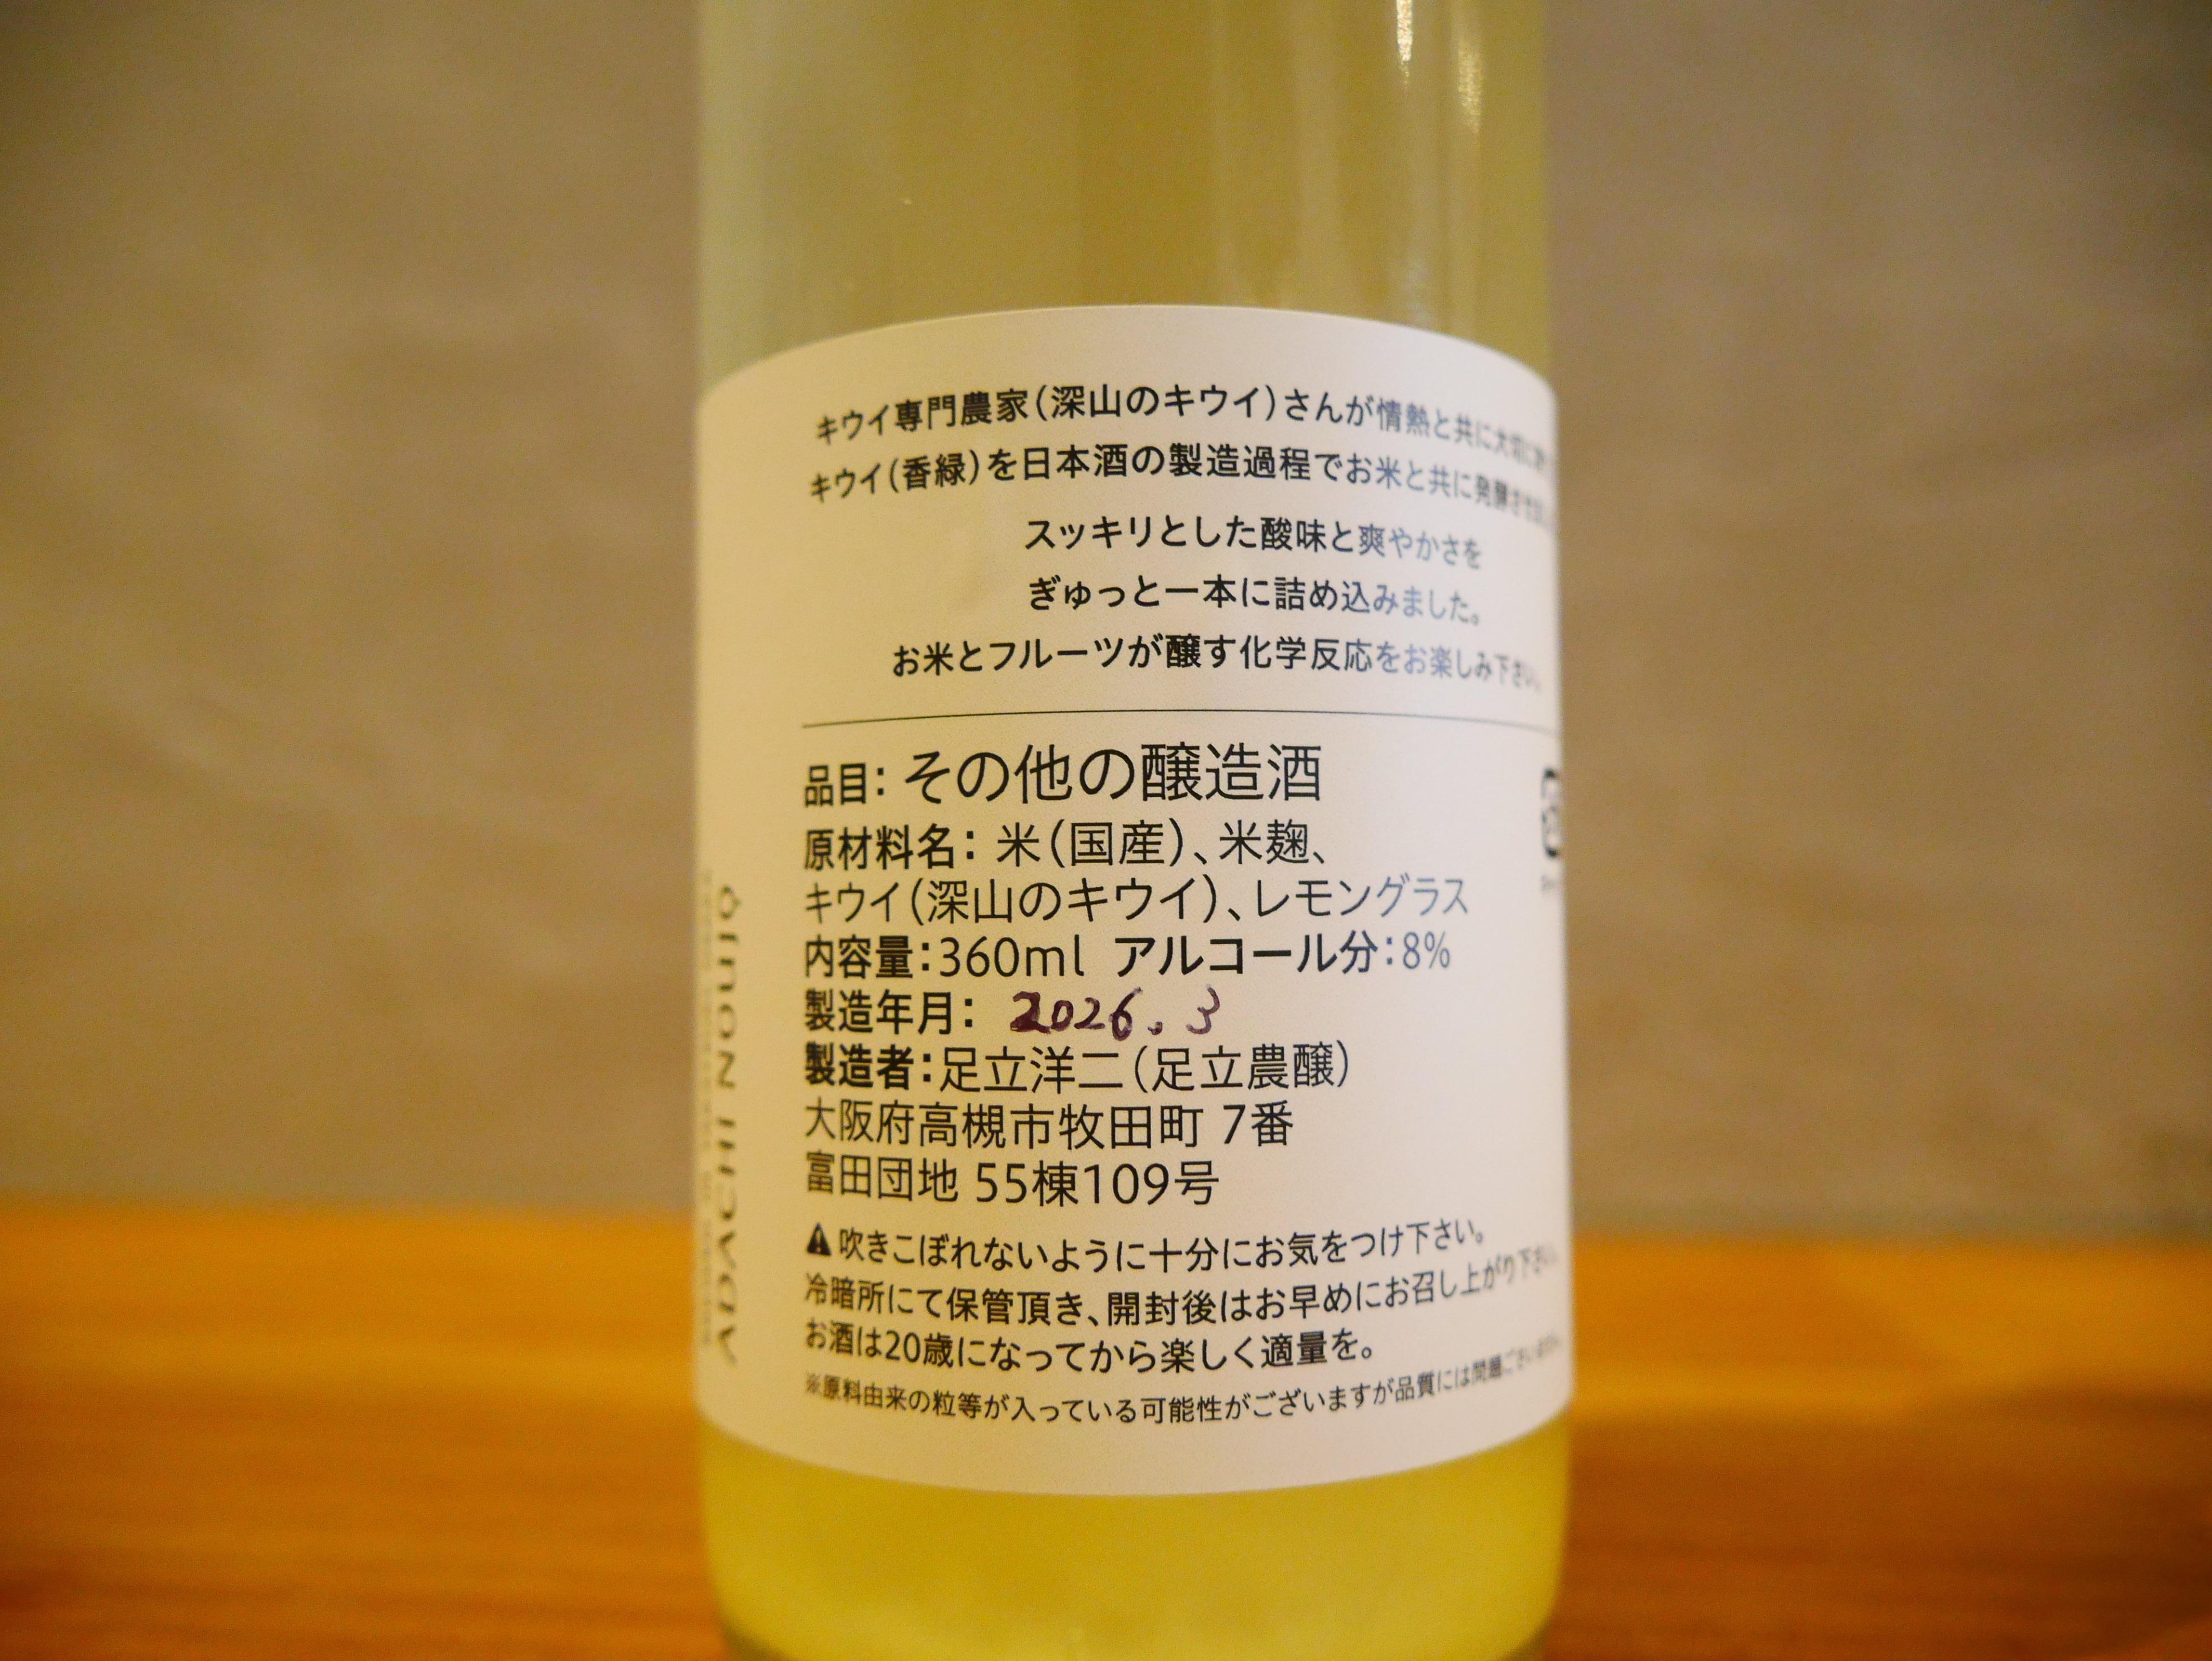 キウイ専門農家(深山のキウイ)さんが情熱と共に大切に
キウイ(香緑)を日本酒の製造過程でお米と共に発酵させ
スッキリとした酸味と爽やかさを
ぎゅっと一本に詰め込みました。
お米とフルーツが醸す化学反応をお楽しみ下さい。
品目: その他の醸造酒
原材料名: 米(国産)、米麹、
キウイ(深山のキウイ)、レモングラス
内容量:360ml アルコール分:8%
製造年月: 2026.3
製造者:足立洋二(足立農醸)
大阪府高槻市牧田町 7番
富田団地 55棟109号
⚠吹きこぼれないように十分にお気をつけ下さい。
冷暗所にて保管頂き、開封後はお早めにお召し上がり下さい。
お酒は20歳になってから楽しく適量を。
※原料由来の粒等が入っている可能性がございますが品質には問題ございません
ADACHI NOUJO